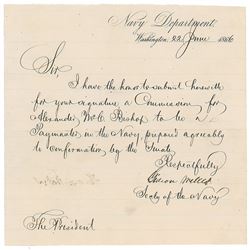 Navy Department,
Washington, 22 June 1866
Sir,
I have the honor to submit herewith
for your signature a Commission for
Alexander McC. Bishop to be a
Paymaster in the Navy prepared agreeably
to confirmation by the Senate.
Respectfully
Gideon Welles
Secty of the Navy
The President